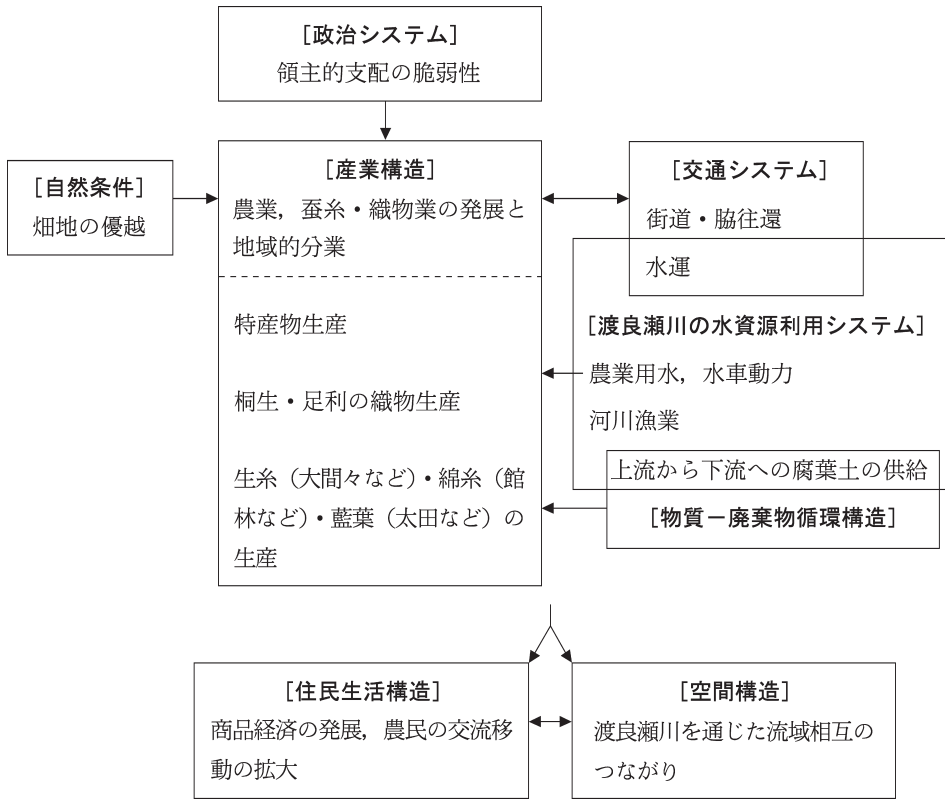 [政治システム]
領主的支配の脆弱性
[自然条件]
畑地の優越
[産業構造]
農業，蚕糸・織物業の発展と
地域的分業
特産物生産
桐生・足利の織物生産
生糸（大間々など）・綿糸（館
林など）・藍葉（太田など）の
生産
[交通システム]
街道・脇往還
水運
[渡良瀬川の水資源利用システム]
農業用水，水車動力
河川漁業
上流から下流への腐葉土の供給
[物質－廃棄物循環構造]
[住民生活構造]
商品経済の発展，農民の交流移
動の拡大
[空間構造]
渡良瀬川を通じた流域相互の
つながり